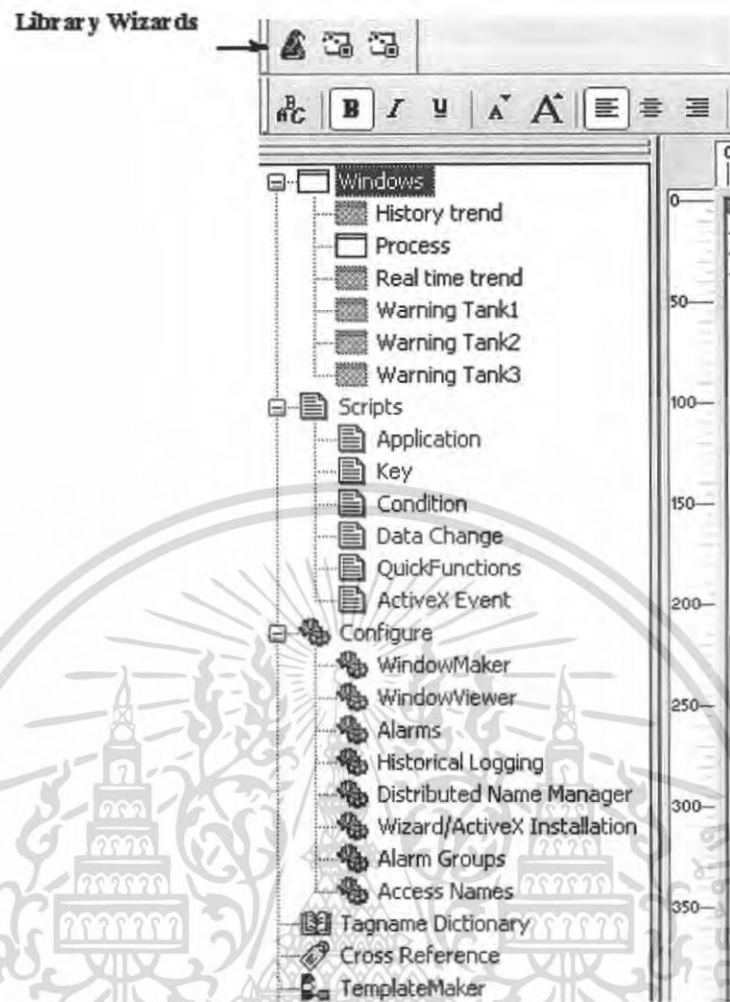 Library Wizards
ABC B I U A A
Windows
History trend
Process
Real time trend
Warning Tank1
Warning Tank2
Warning Tank3
Scripts
Application
Key
Condition
Data Change
QuickFunctions
ActiveX Event
Configure
WindowMaker
WindowViewer
Alarms
Historical Logging
Distributed Name Manager
Wizard/ActiveX Installation
Alarm Groups
Access Names
Tagname Dictionary
Cross Reference
TemplateMaker
0
50
100
150
200
250
300
350